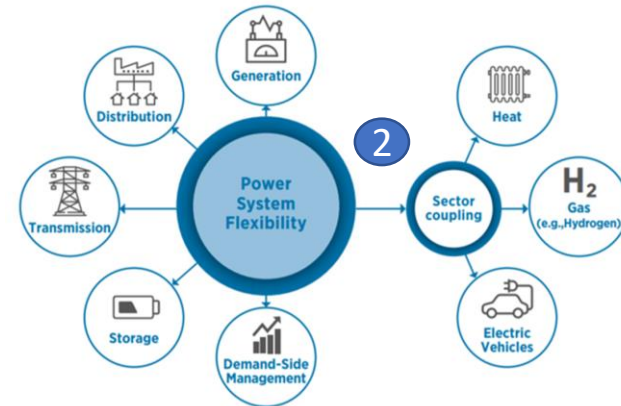 Generation
Distribution
Heat
2
Power
System
Flexibility
Sector
coupling
H₂
Gas
(e.g.,Hydrogen)
Transmission
Storage
Demand-Side
Management
Electric
Vehicles